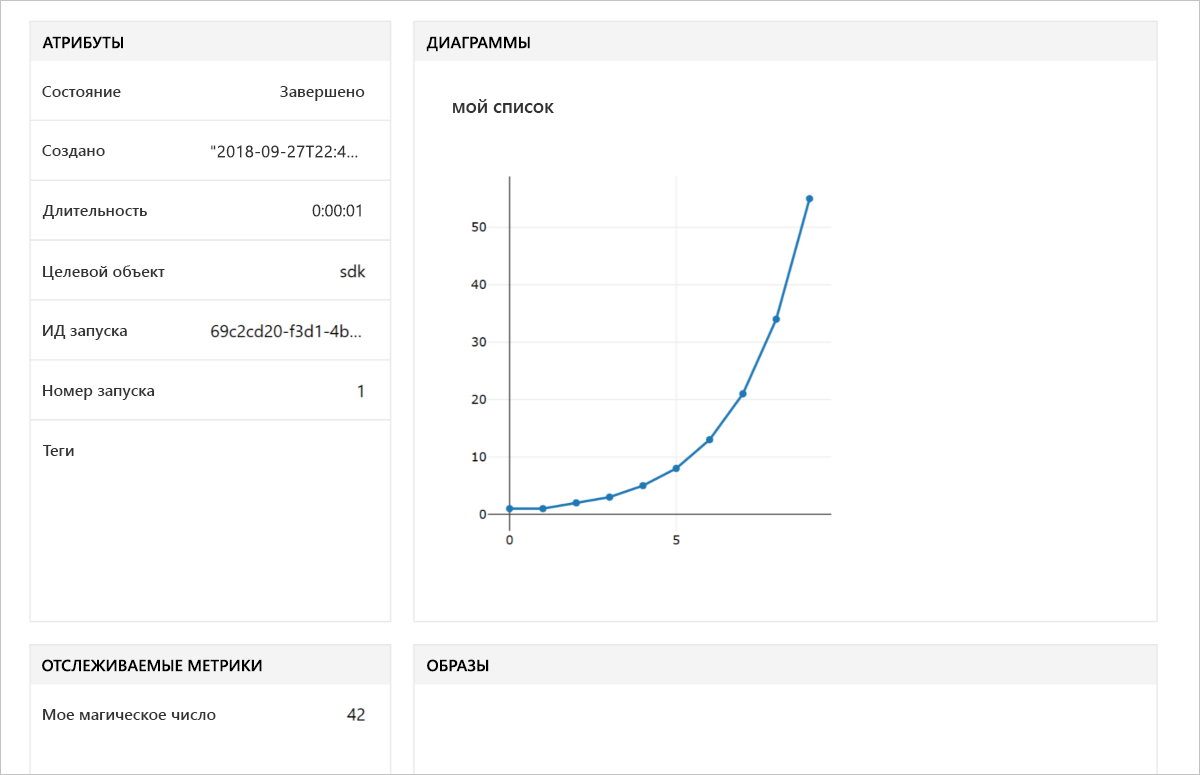 АТРИБУТЫ
Состояние Завершено
Создано "2018-09-27T22:4...
Длительность 0:00:01
Целевой объект sdk
ИД запуска 69c2cd20-f3d1-4b...
Номер запуска 1
Теги
ДИАГРАММЫ
мой список
50
40
30
20
10
0
0 5
ОТСЛЕЖИВАЕМЫЕ МЕТРИКИ
Мое магическое число 42
ОБРАЗЫ